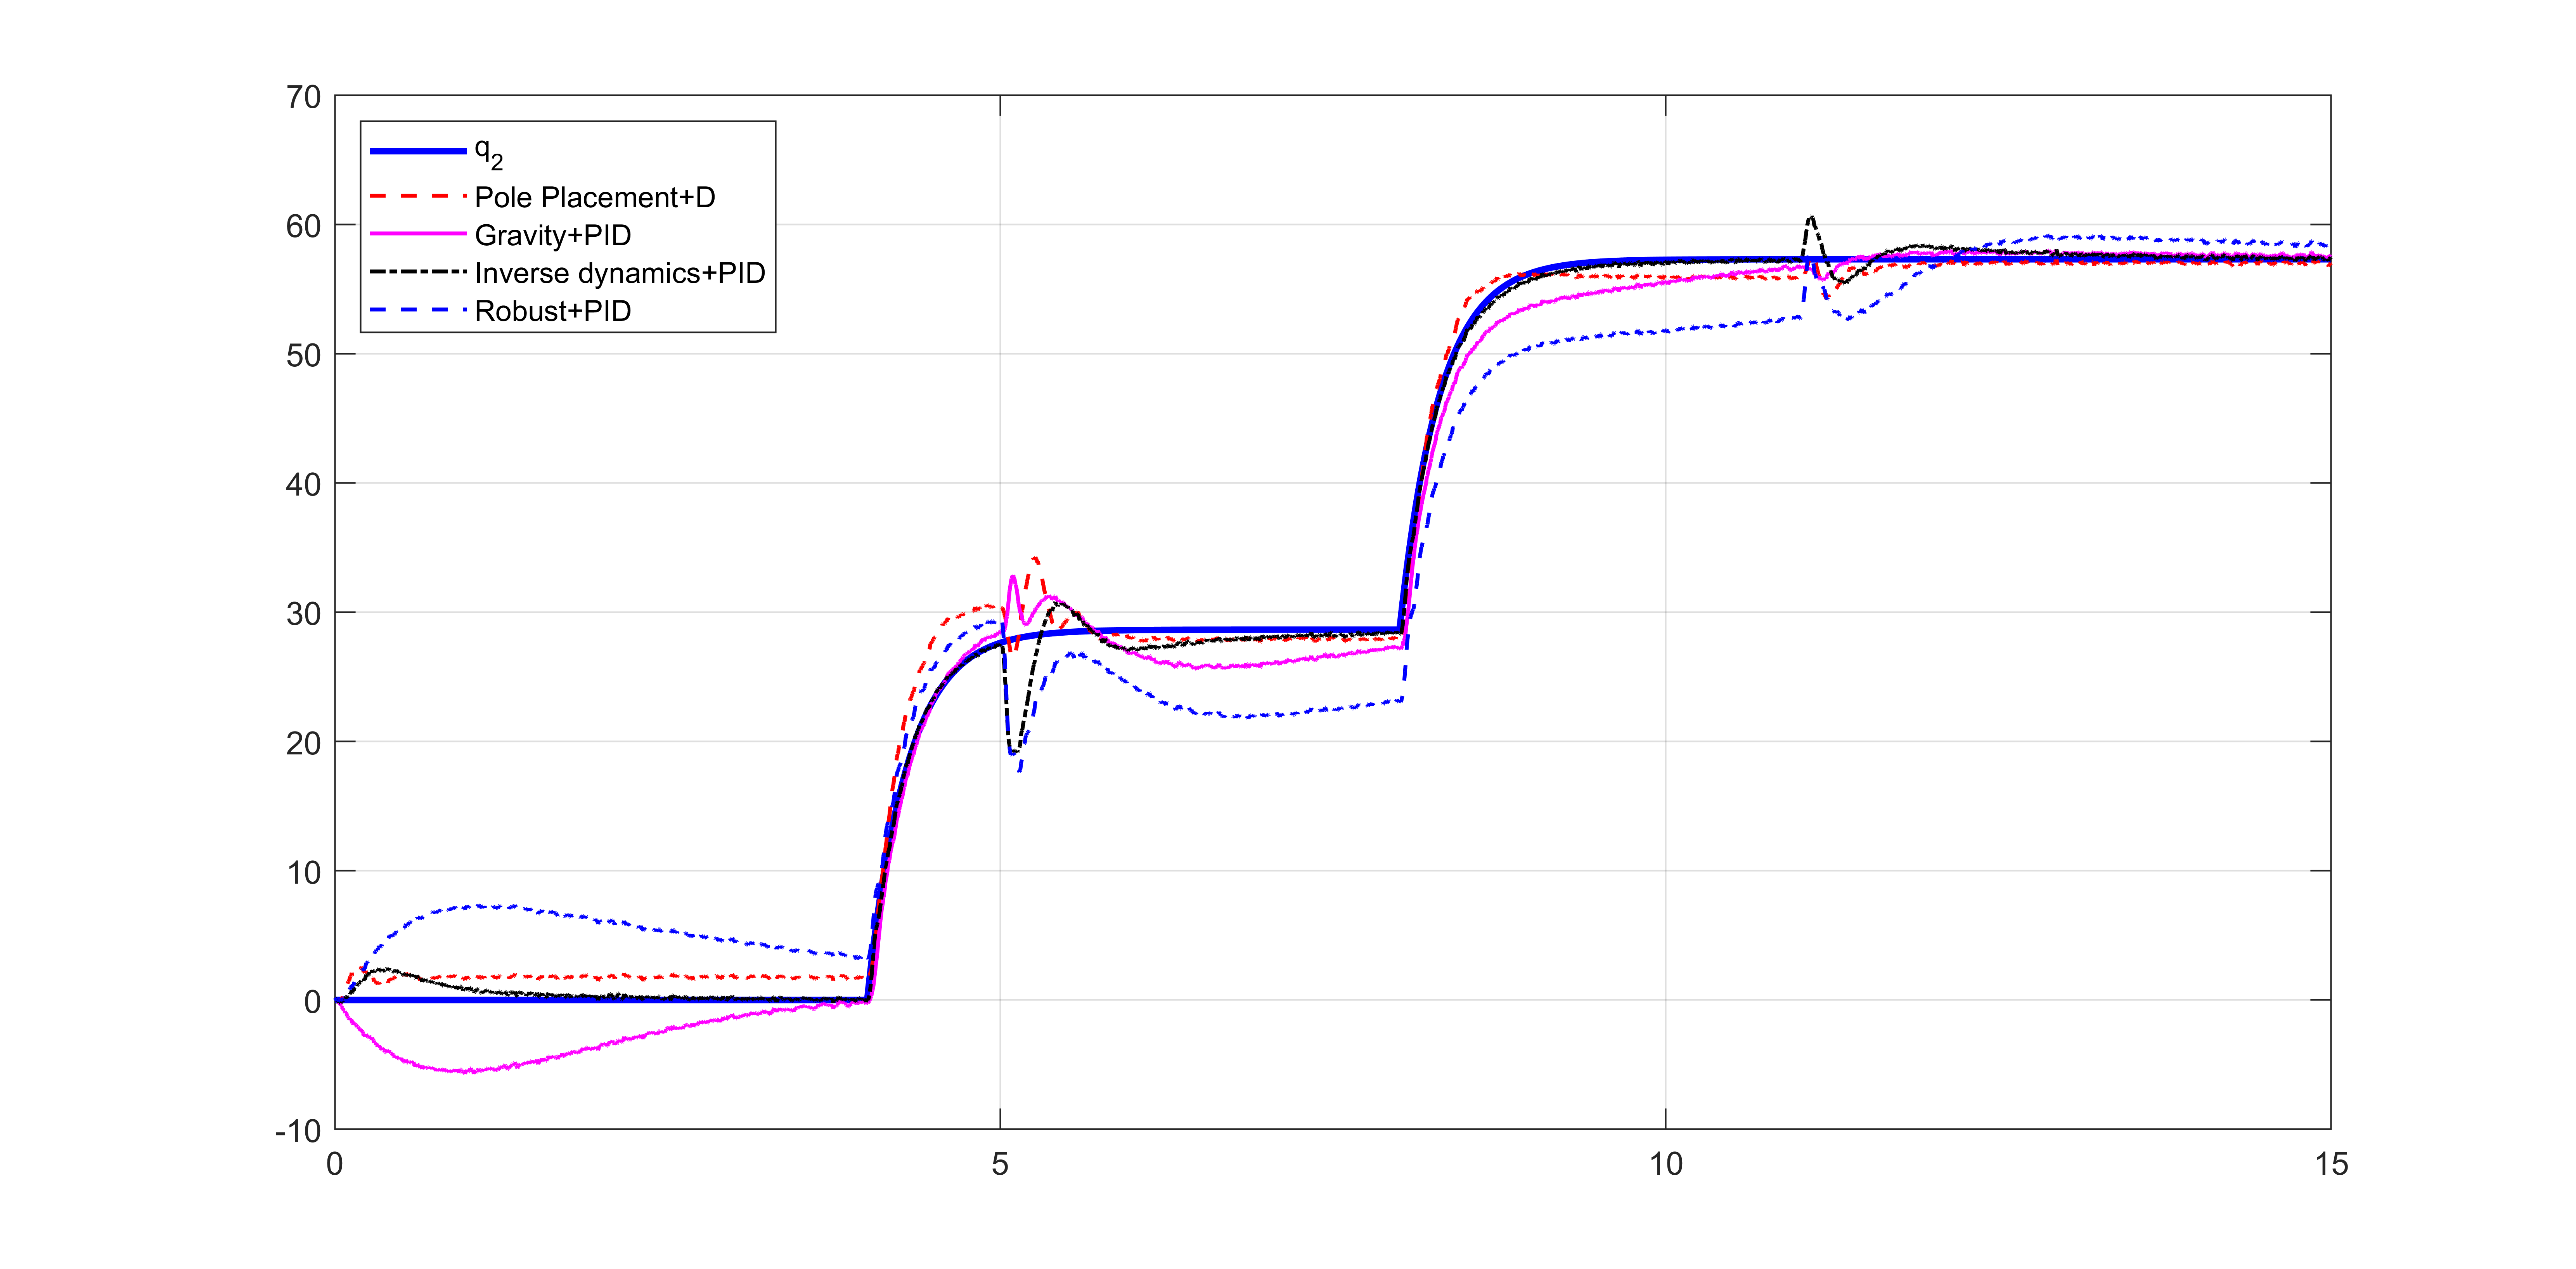 70
60
50
40
30
20
10
0
-10
0 5 10 15
q2
Pole Placement+D
Gravity+PID
Inverse dynamics+PID
Robust+PID